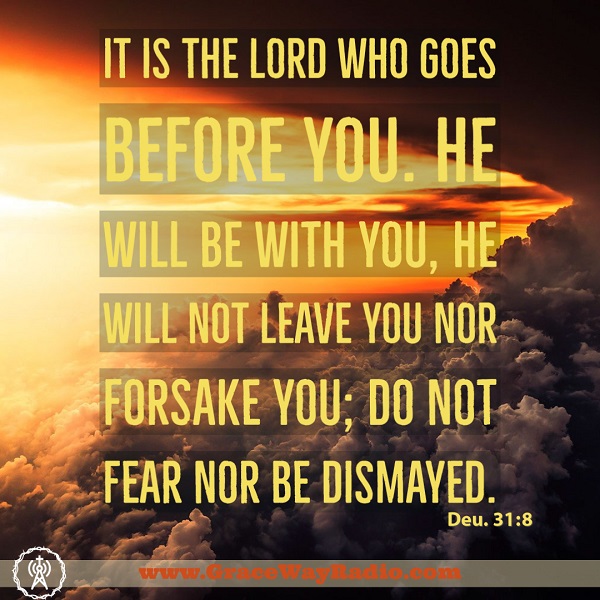 IT IS THE LORD WHO GOES
BEFORE YOU. HE
WILL BE WITH YOU, HE
WILL NOT LEAVE YOU NOR
FORSAKE YOU; DO NOT
FEAR NOR BE DISMAYED.
Deu. 31:8
www.GraceWayRadio.com